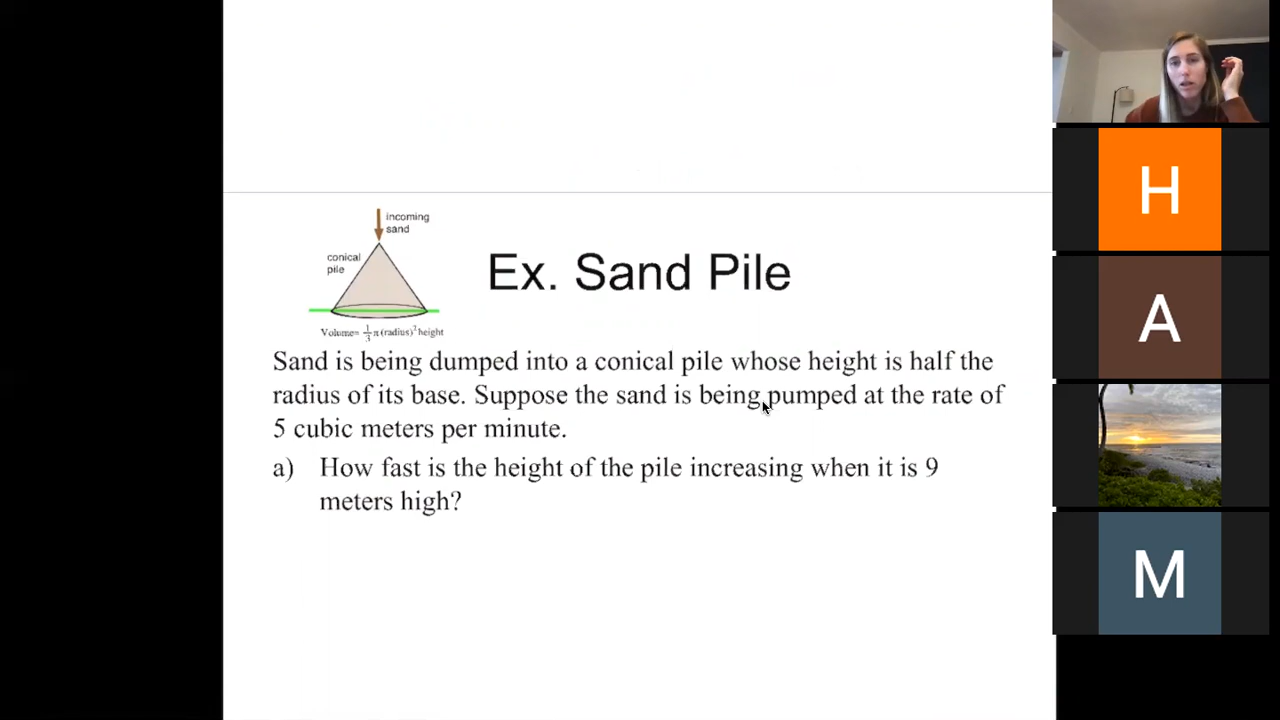 incoming
sand
conical
pile
Ex. Sand Pile
Volume= 1/3 π (radius)² height
Sand is being dumped into a conical pile whose height is half the
radius of its base. Suppose the sand is being pumped at the rate of
5 cubic meters per minute.
a) How fast is the height of the pile increasing when it is 9
meters high?
H
A
M